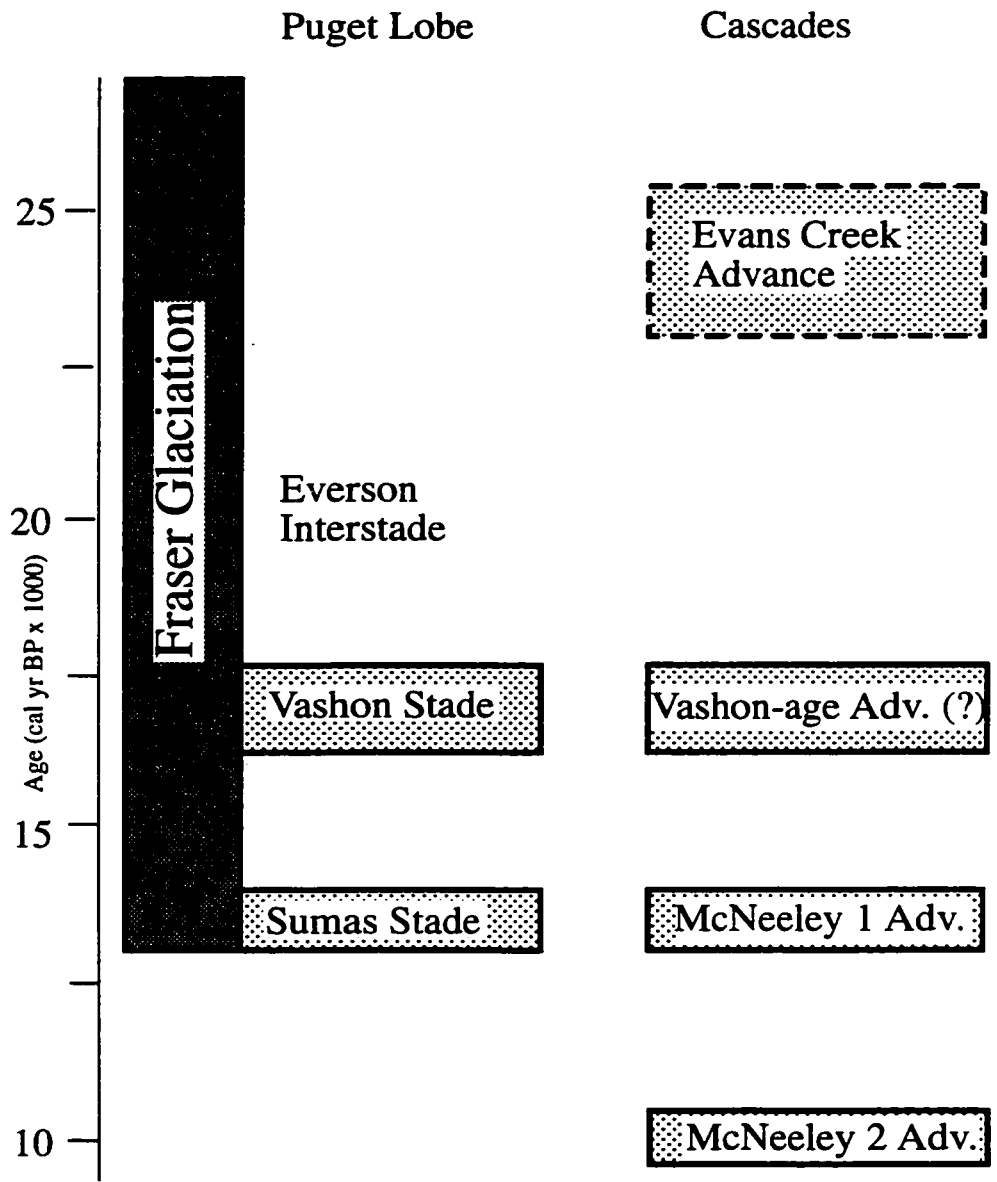 Puget Lobe
Cascades
25
20
15
10
Age (cal yr BP x 1000)
Fraser Glaciation
Evans Creek
Advance
Everson
Interstade
Vashon Stade
Vashon-age Adv. (?)
Sumas Stade
McNeeley 1 Adv.
McNeeley 2 Adv.